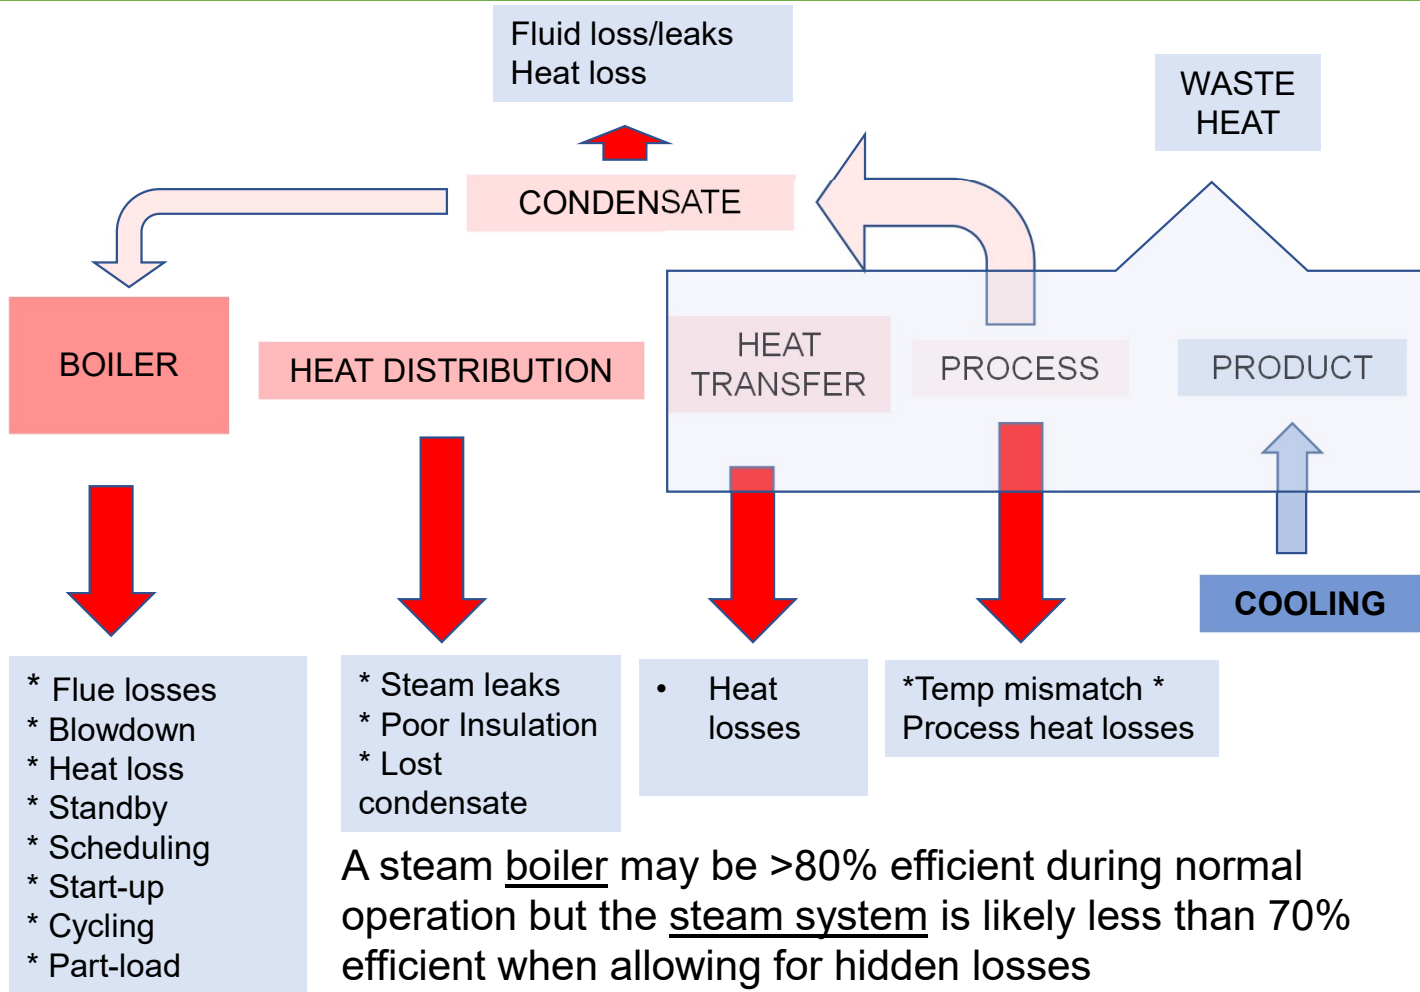 Fluid loss/leaks
Heat loss
WASTE
HEAT
CONDENSATE
BOILER
HEAT DISTRIBUTION
HEAT
TRANSFER
PROCESS
PRODUCT
COOLING
* Flue losses
* Blowdown
* Heat loss
* Standby
* Scheduling
* Start-up
* Cycling
* Part-load
* Steam leaks
* Poor Insulation
* Lost
condensate
• Heat
losses
*Temp mismatch *
Process heat losses
A steam boiler may be >80% efficient during normal
operation but the steam system is likely less than 70%
efficient when allowing for hidden losses